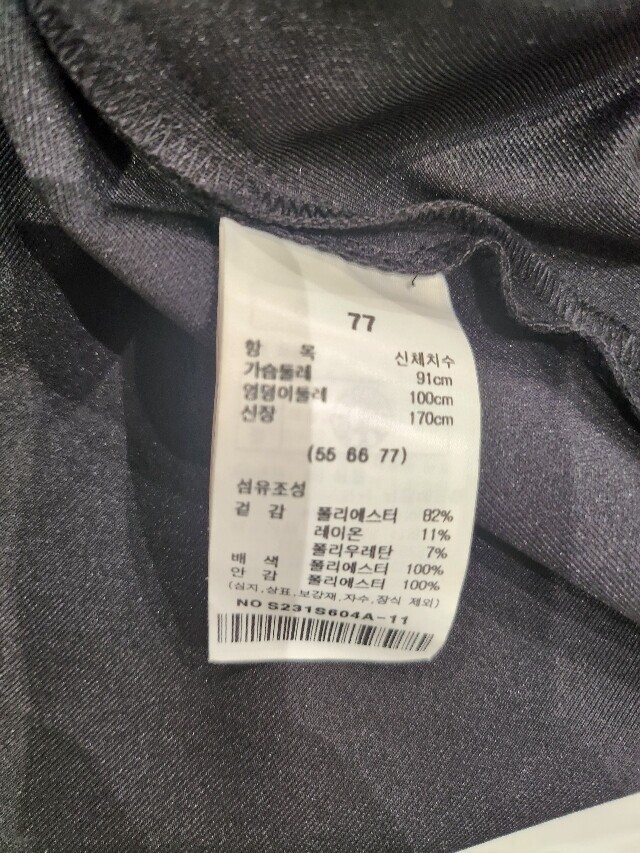 77
항 목 신체치수
가슴둘레 91cm
엉덩이둘레 100cm
신장 170cm
(55 66 77)
섬유조성
겉 감 폴리에스터 82%
레이온 11%
폴리우레탄 7%
배 색 폴리에스터 100%
안 감 폴리에스터 100%
(심지,상표,보강재,자수,장식 제외)
NO S231S604A-11